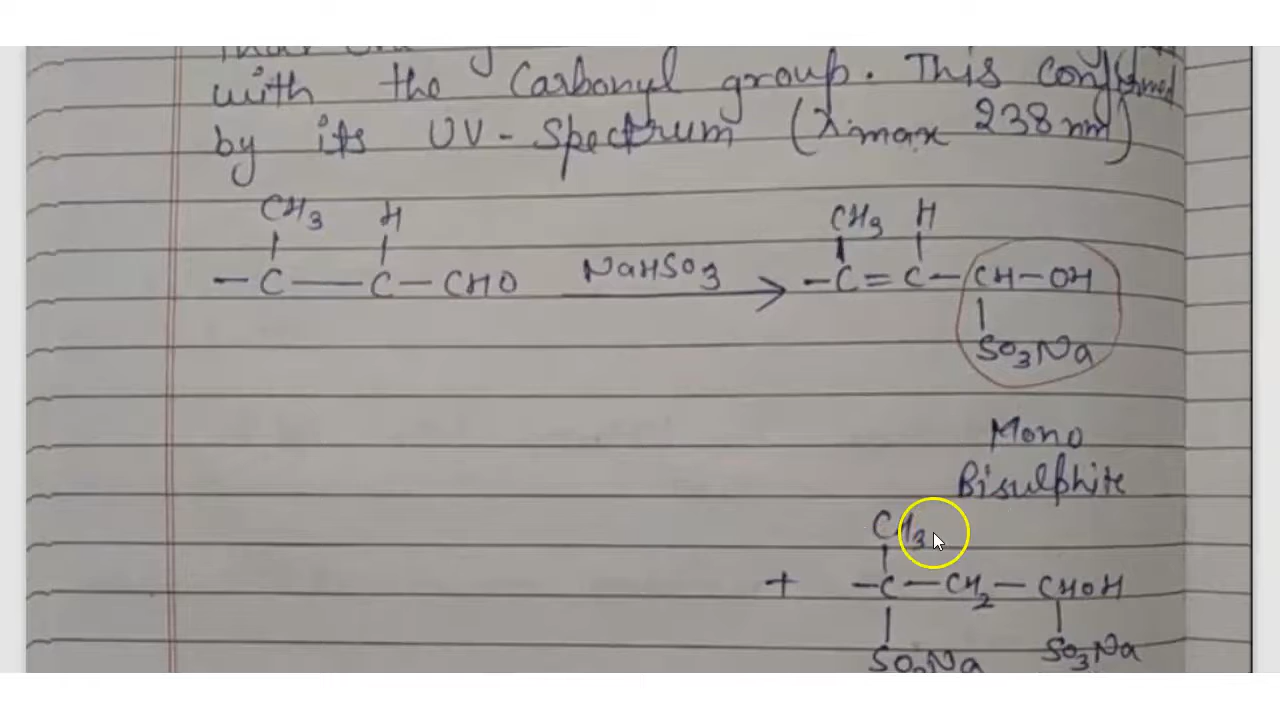 with the Carbonyl group. This confirmed
by its UV-Spectrum (λmax 238 nm)
CH3 H
- C — C - CHO NaHSO3
CH3 H
- C = C - CH - OH
SO3Na
Mono
Bisulphite
CH3
+ - C - CH2 - CHOH
SO3Na SO3Na